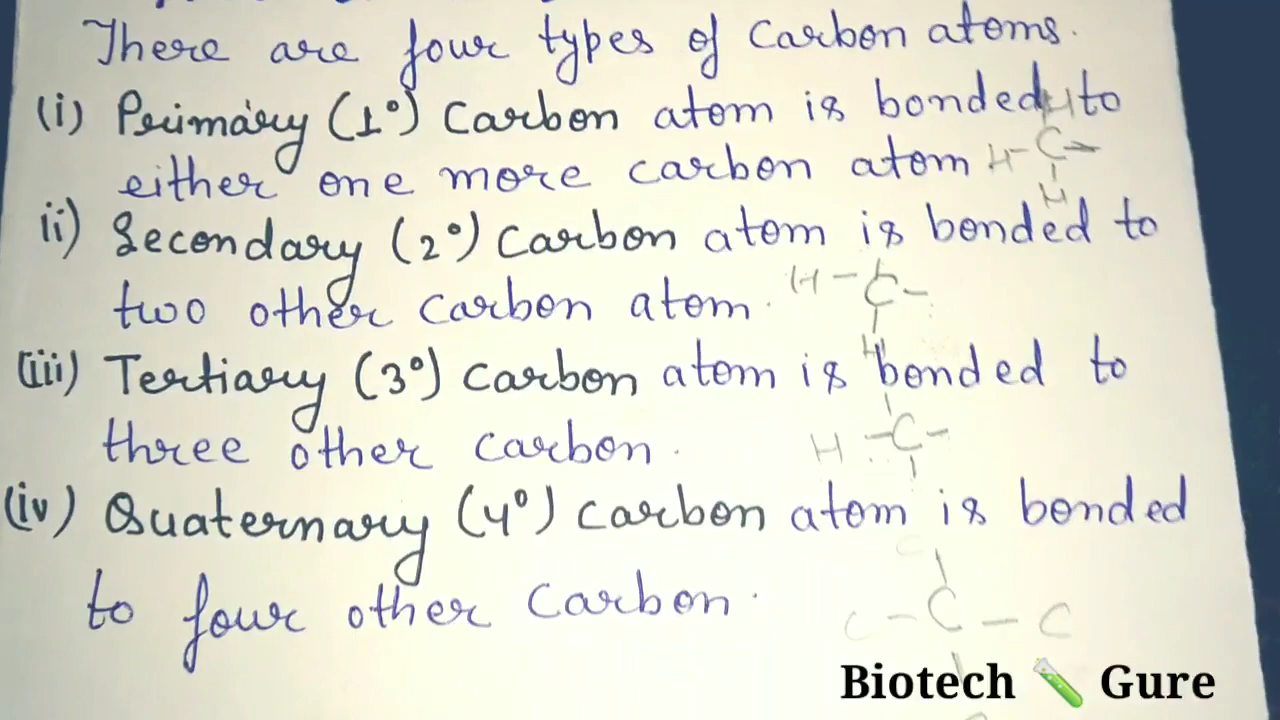 There are four types of Carbon atoms.
(i) Primary (1°) Carbon atom is bonded to
either one more carbon atom
ii) Secondary (2°) Carbon atom is bonded to
two other carbon atom.
(iii) Tertiary (3°) Carbon atom is bonded to
three other carbon.
(iv) Quaternary (4°) Carbon atom is bonded
to four other Carbon.
H
H-C-
H
H-C-
H
H -C-
C
C-C-C
Biotech Gure